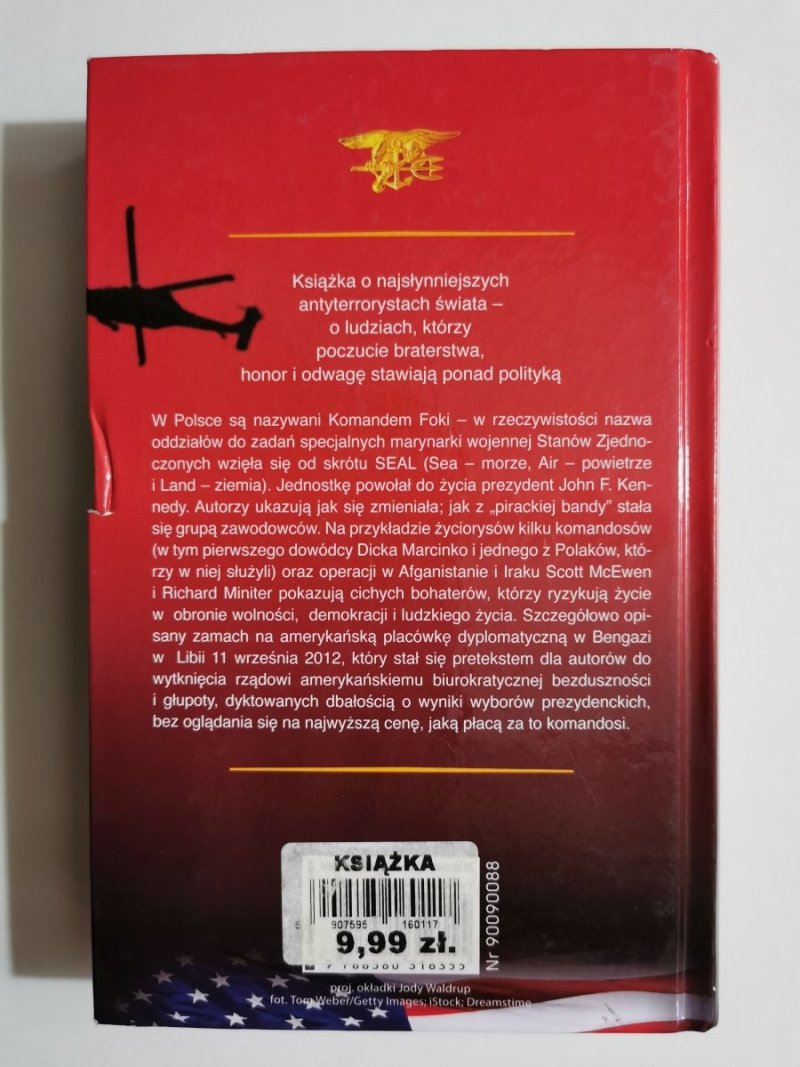 Książka o najsłynniejszych
antyterrorystach świata –
o ludziach, którzy
poczucie braterstwa,
honor i odwagę stawiają ponad polityką
W Polsce są nazywani Komandem Foki – w rzeczywistości nazwa
oddziałów do zadań specjalnych marynarki wojennej Stanów Zjedno-
czonych wzięła się od skrótu SEAL (Sea – morze, Air – powietrze
i Land – ziemia). Jednostkę powołał do życia prezydent John F. Ken-
nedy. Autorzy ukazują jak się zmieniała; jak z „pirackiej bandy” stała
się grupą zawodowców. Na przykładzie życiorysów kilku komandosów
(w tym pierwszego dowódcy Dicka Marcinko i jednego z Polaków, któ-
rzy w niej służyli) oraz operacji w Afganistanie i Iraku Scott McEwen
i Richard Miniter pokazują cichych bohaterów, którzy ryzykują życie
w obronie wolności, demokracji i ludzkiego życia. Szczegółowo opi-
sany zamach na amerykańską placówkę dyplomatyczną w Bengazi
w Libii 11 września 2012, który stał się pretekstem dla autorów do
wytknięcia rządowi amerykańskiemu biurokratycznej bezduszności
i głupoty, dyktowanych dbałością o wyniki wyborów prezydenckich,
bez oglądania się na najwyższą cenę, jaką płacą za to komandosi.
KSIĄŻKA
5 907595 160117
9,99 zł.
Nr 90090088
proj. okładki Jody Waldrup
fot. Tom Weber/Getty Images; iStock; Dreamstime